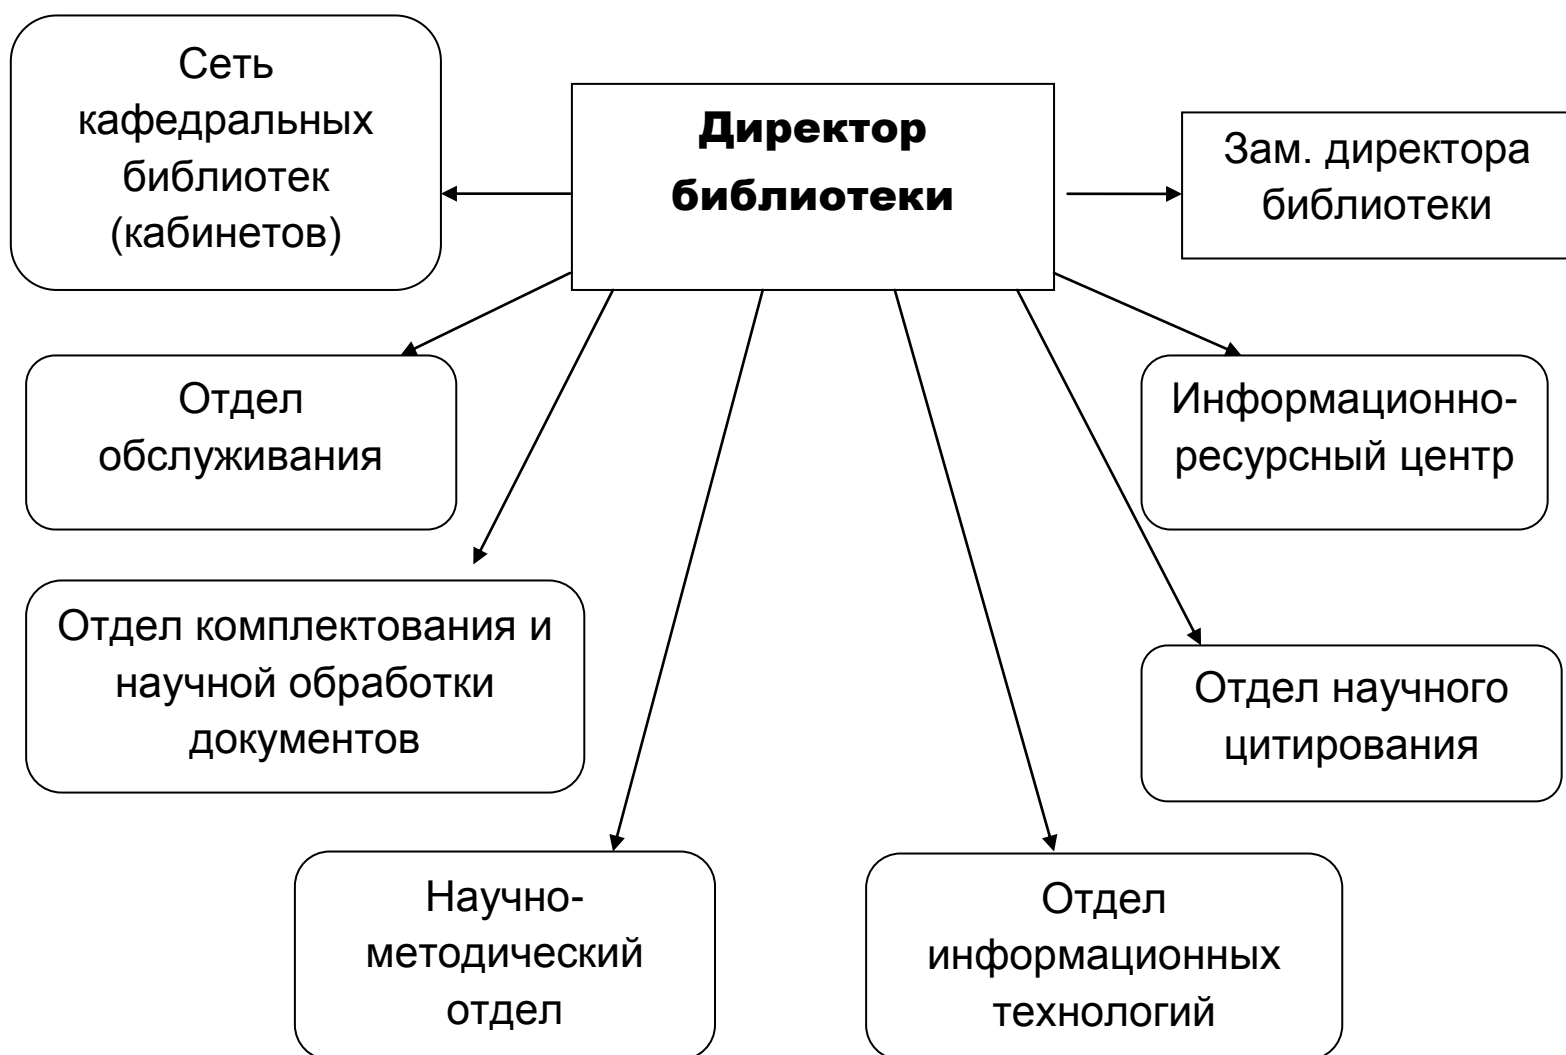 Сеть
кафедральных
библиотек
(кабинетов)
Директор
библиотеки
Зам. директора
библиотеки
Отдел
обслуживания
Информационно-
ресурсный центр
Отдел комплектования и
научной обработки
документов
Отдел научного
цитирования
Научно-
методический
отдел
Отдел
информационных
технологий